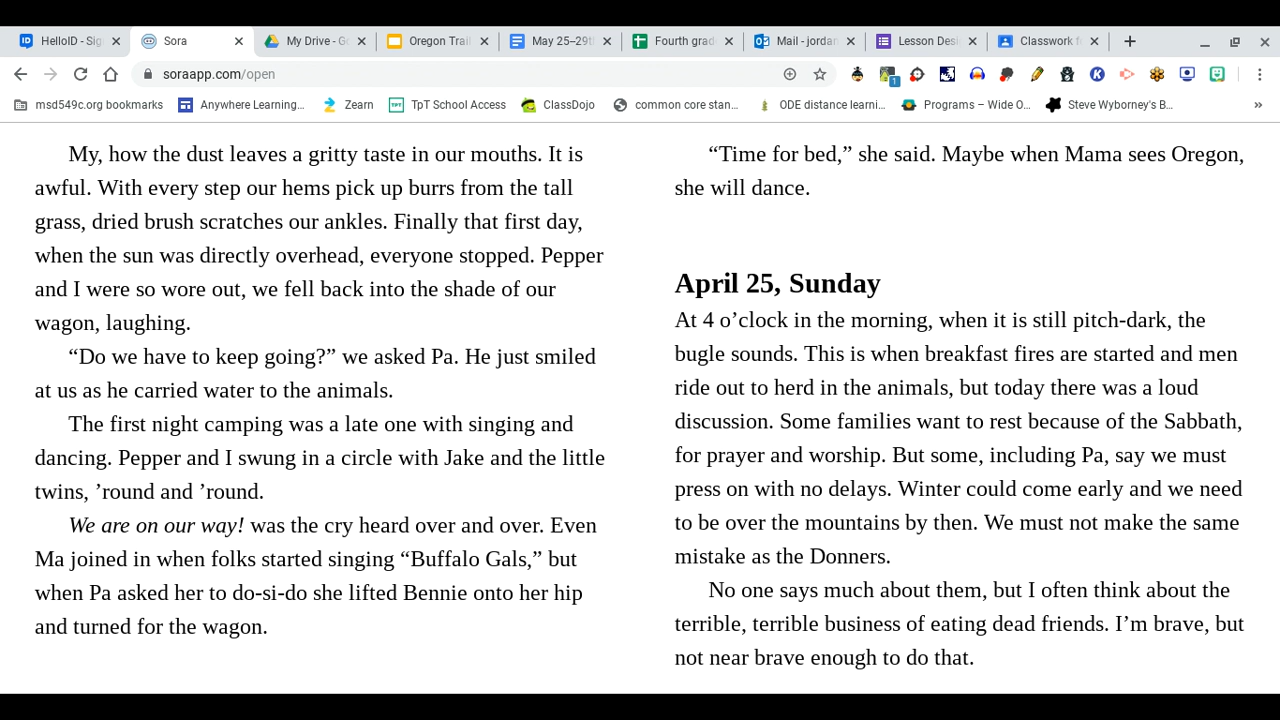 HelloID - Sig
Sora
My Drive - Go
Oregon Trail
May 25–29th
Fourth grad
Mail - jordan
Lesson Desi
Classwork f
soraapp.com/open
1
msd549c.org bookmarks
Anywhere Learning...
Zearn
TpT School Access
ClassDojo
common core stan...
ODE distance learni...
Programs – Wide O...
Steve Wyborney's B...
»
My, how the dust leaves a gritty taste in our mouths. It is
awful. With every step our hems pick up burrs from the tall
grass, dried brush scratches our ankles. Finally that first day,
when the sun was directly overhead, everyone stopped. Pepper
and I were so wore out, we fell back into the shade of our
wagon, laughing.
“Do we have to keep going?” we asked Pa. He just smiled
at us as he carried water to the animals.
The first night camping was a late one with singing and
dancing. Pepper and I swung in a circle with Jake and the little
twins, ’round and ’round.
We are on our way! was the cry heard over and over. Even
Ma joined in when folks started singing “Buffalo Gals,” but
when Pa asked her to do-si-do she lifted Bennie onto her hip
and turned for the wagon.
“Time for bed,” she said. Maybe when Mama sees Oregon,
she will dance.
April 25, Sunday
At 4 o’clock in the morning, when it is still pitch-dark, the
bugle sounds. This is when breakfast fires are started and men
ride out to herd in the animals, but today there was a loud
discussion. Some families want to rest because of the Sabbath,
for prayer and worship. But some, including Pa, say we must
press on with no delays. Winter could come early and we need
to be over the mountains by then. We must not make the same
mistake as the Donners.
No one says much about them, but I often think about the
terrible, terrible business of eating dead friends. I’m brave, but
not near brave enough to do that.